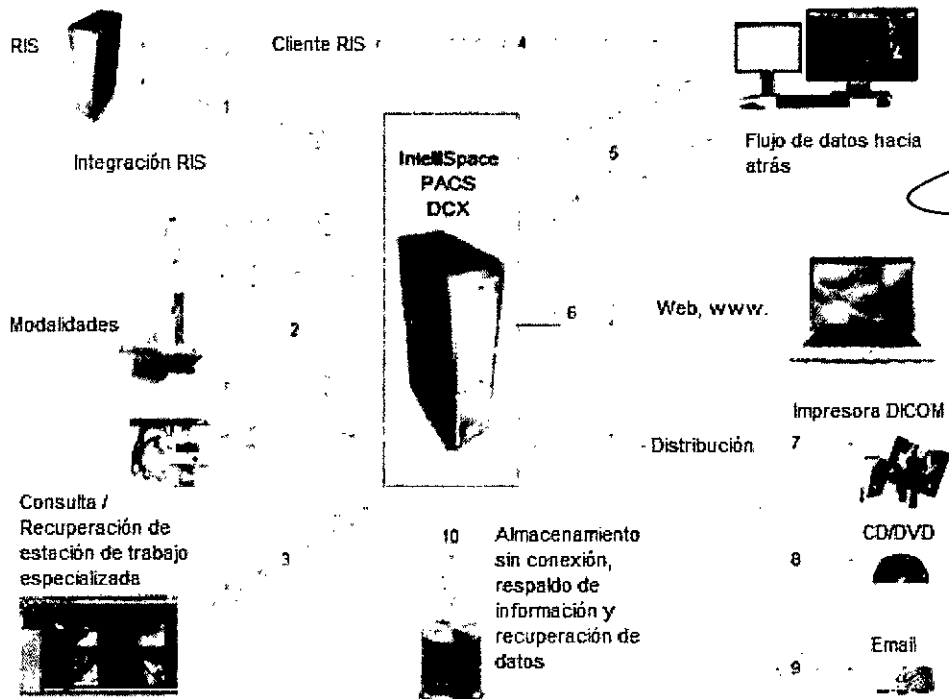 RIS
Cliente RIS
4
1
Integración RIS
IntelliSpace
PACS
DCX
5
Flujo de datos hacia
atrás
Modalidades
2
6
Web, www.
Impresora DICOM
Distribución
7
Consulta /
Recuperación de
estación de trabajo
especializada
3
10
Almacenamiento
sin conexión,
respaldo de
información y
recuperación de
datos
CD/DVD
8
Email
9